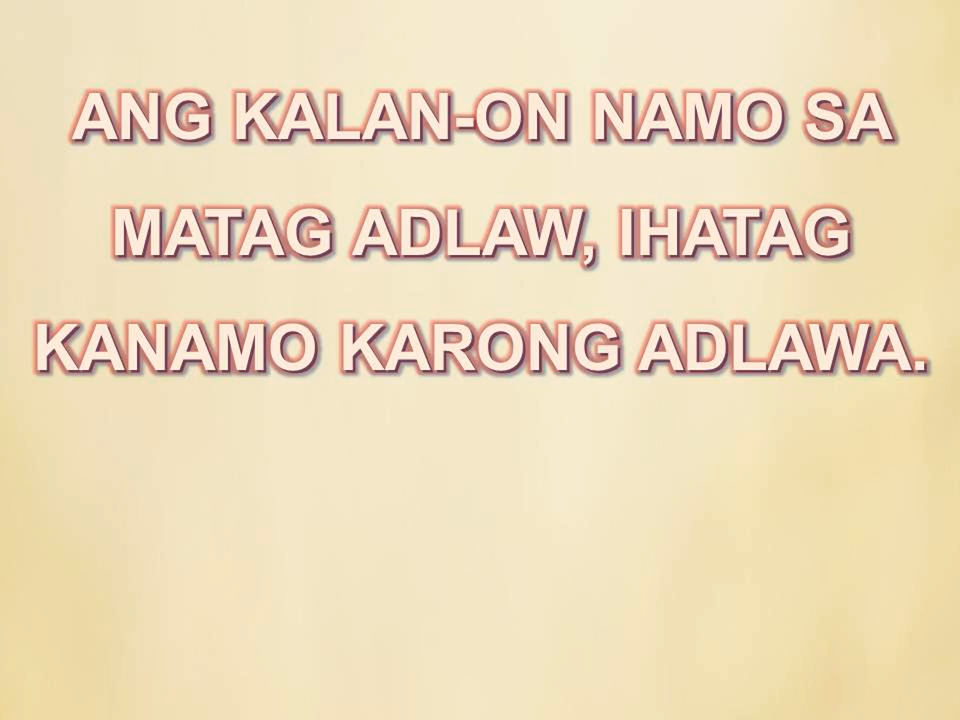 ANG KALAN-ON NAMO SA
MATAG ADLAW, IHATAG
KANAMO KARONG ADLAWA.